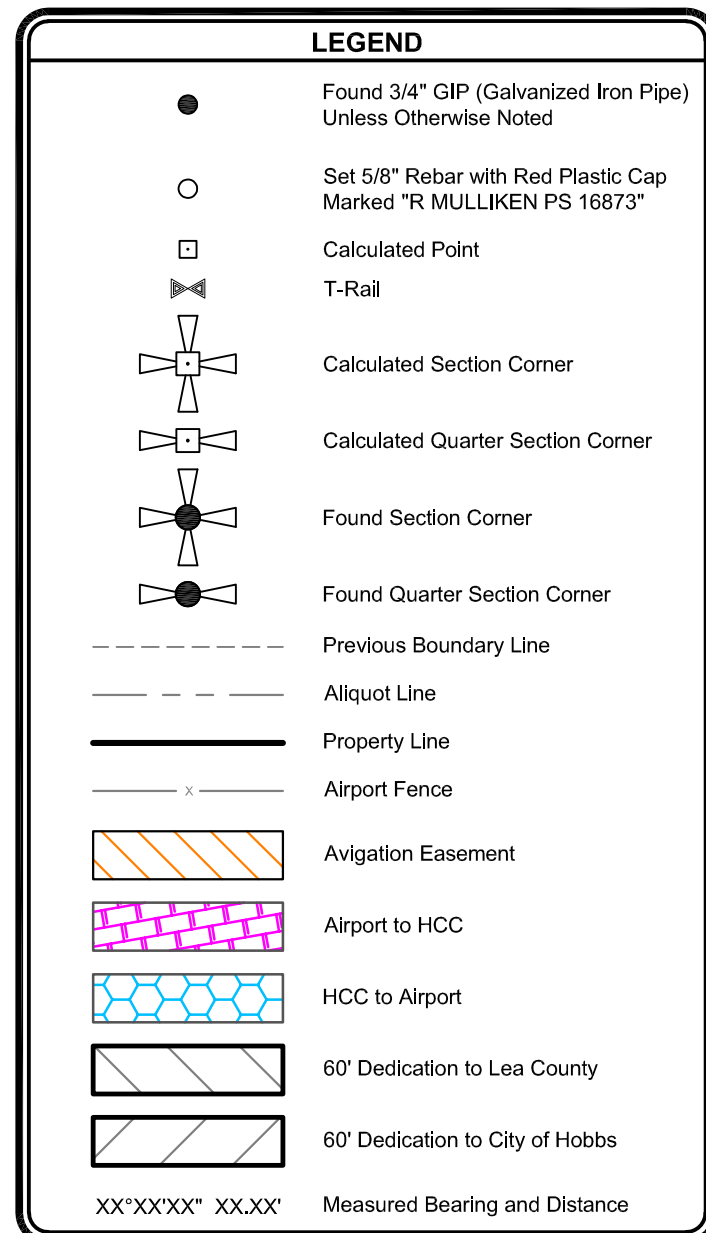 LEGEND
Found 3/4" GIP (Galvanized Iron Pipe)
Unless Otherwise Noted
Set 5/8" Rebar with Red Plastic Cap
Marked "R MULLIKEN PS 16873"
Calculated Point
T-Rail
Calculated Section Corner
Calculated Quarter Section Corner
Found Section Corner
Found Quarter Section Corner
Previous Boundary Line
Aliquot Line
Property Line
x Airport Fence
Avigation Easement
Airport to HCC
HCC to Airport
60' Dedication to Lea County
60' Dedication to City of Hobbs
XX°XX'XX" XX.XX' Measured Bearing and Distance